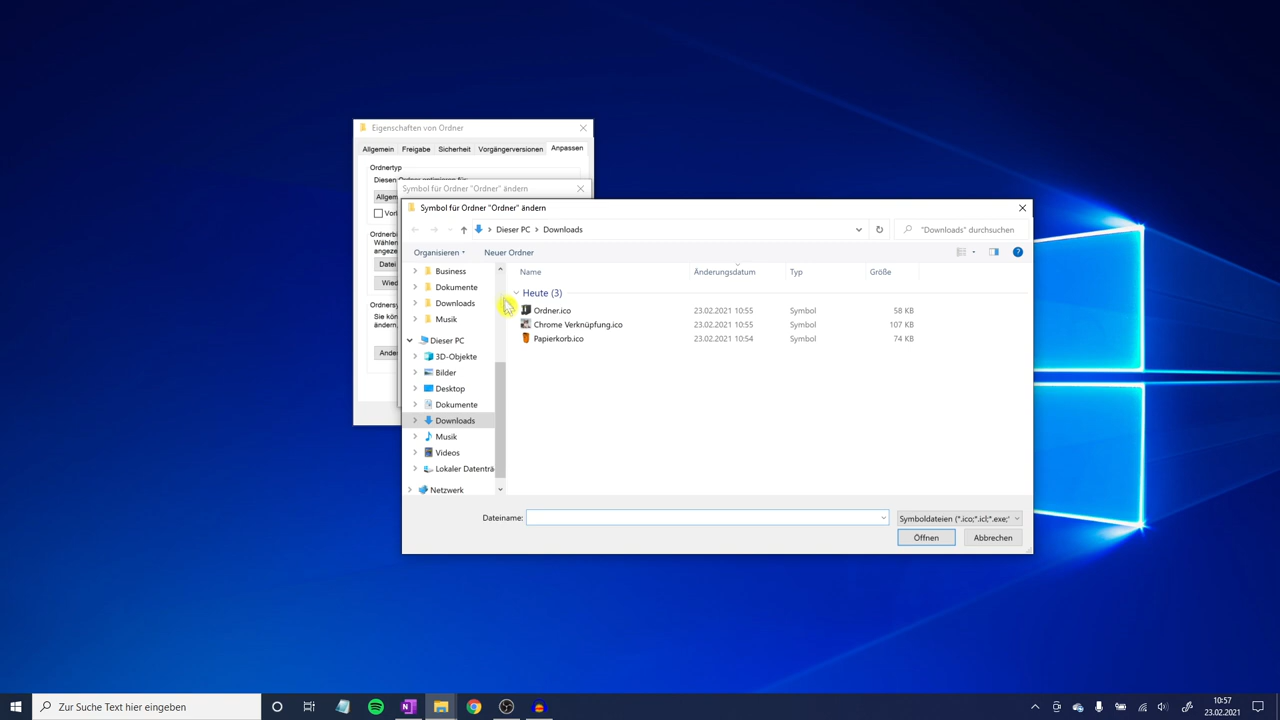 Eigenschaften von Ordner
Allgemein Freigabe Sicherheit Vorgängerversionen Anpassen
Ordnertyp
Symbol für Ordner "Ordner" ändern
Symbol für Ordner "Ordner" ändern
Dieser PC Downloads
"Downloads" durchsuchen
Organisieren Neuer Ordner
Name Änderungsdatum Typ Größe
Heute (3)
Ordner.ico 23.02.2021 10:55 Symbol 58 KB
Chrome Verknüpfung.ico 23.02.2021 10:55 Symbol 107 KB
Papierkorb.ico 23.02.2021 10:54 Symbol 74 KB
Business
Dokumente
Downloads
Musik
Dieser PC
3D-Objekte
Bilder
Desktop
Dokumente
Downloads
Musik
Videos
Lokaler Datenträ
Netzwerk
Dateiname:
Symboldateien (*.ico;*.icl;*.exe;*
Öffnen Abbrechen
Zur Suche Text hier eingeben
10:57
23.02.2021